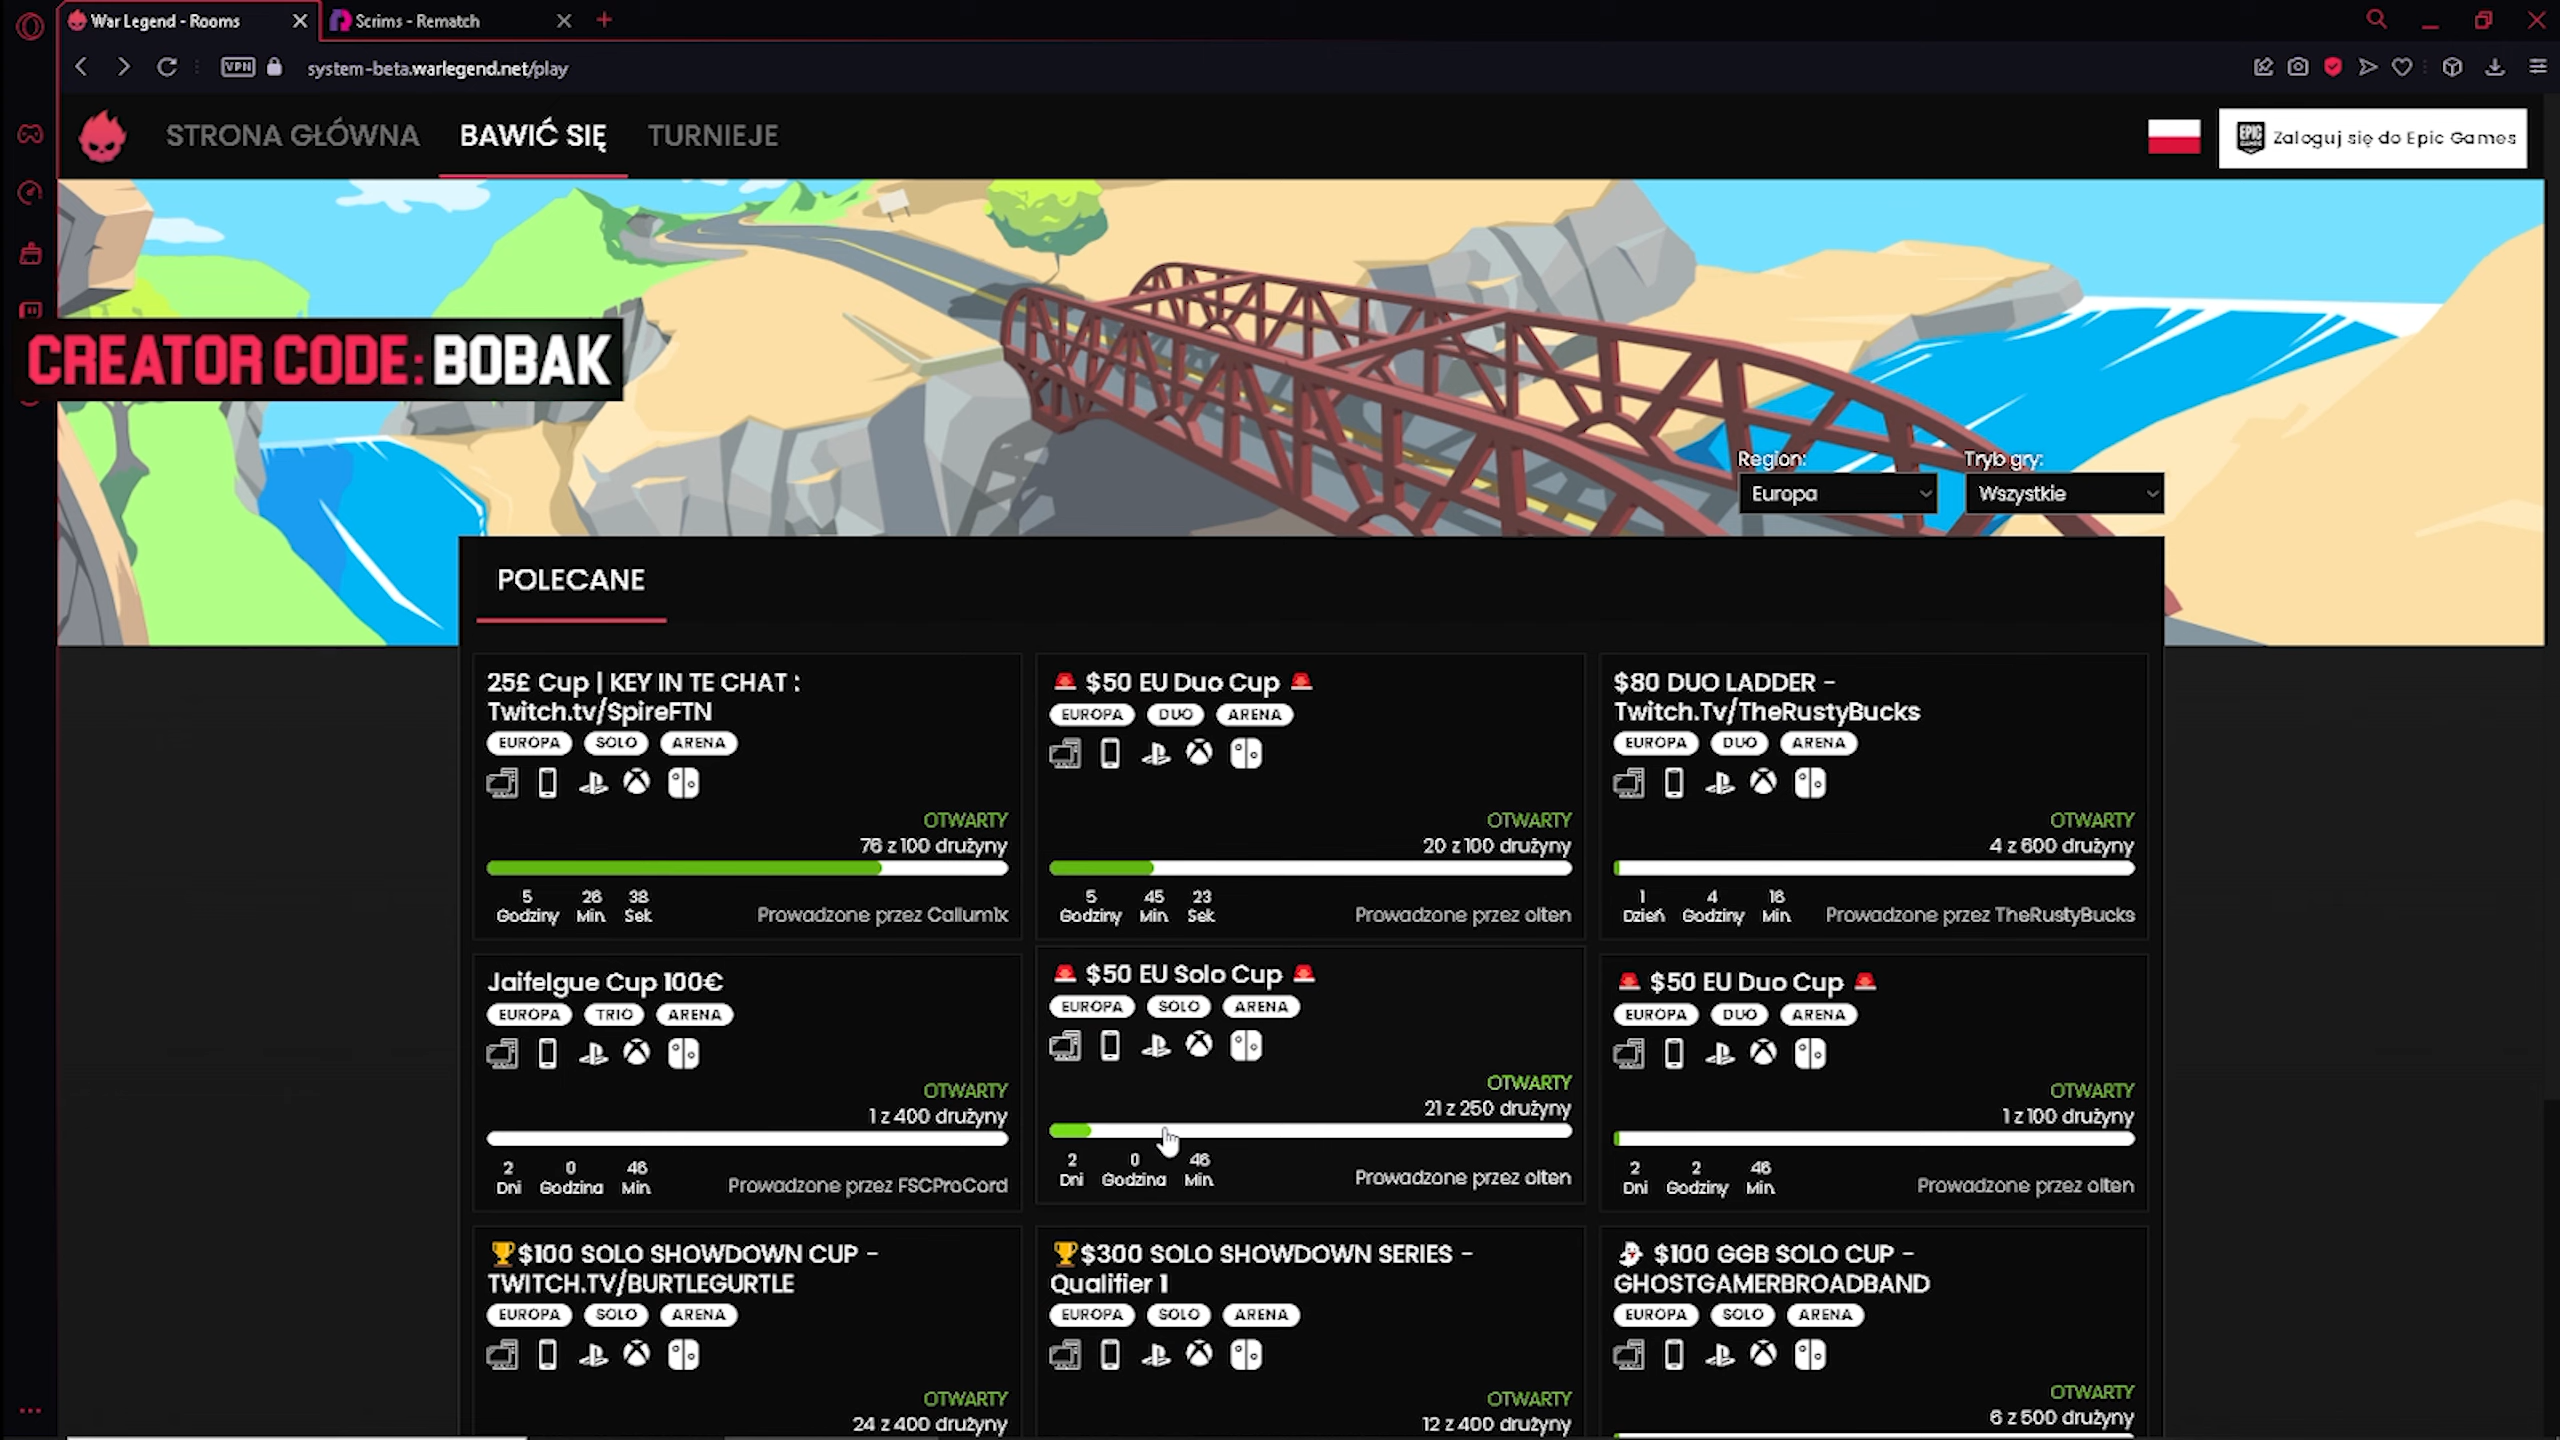 War Legend - Rooms
Scrims - Rematch
VPN
system-beta.warlegend.net/play
STRONA GŁÓWNA
BAWIĆ SIĘ
TURNIEJE
EPIC GAMES
Zaloguj się do Epic Games
CREATOR CODE: BOBAK
Region:
Tryb gry:
Europa
Wszystkie
POLECANE
25£ Cup | KEY IN TE CHAT :
Twitch.tv/SpireFTN
EUROPA SOLO ARENA
OTWARTY
76 z 100 drużyny
5 26 38
Godziny Min. Sek
Prowadzone przez Callumlx
🚨 $50 EU Duo Cup 🚨
EUROPA DUO ARENA
OTWARTY
20 z 100 drużyny
5 45 23
Godziny Min. Sek
Prowadzone przez olten
$80 DUO LADDER -
Twitch.Tv/TheRustyBucks
EUROPA DUO ARENA
OTWARTY
4 z 600 drużyny
1 4 16
Dzień Godziny Min.
Prowadzone przez TheRustyBucks
Jaifelgue Cup 100€
EUROPA TRIO ARENA
OTWARTY
1 z 400 drużyny
2 0 46
Dni Godzina Min.
Prowadzone przez FSCProCord
🚨 $50 EU Solo Cup 🚨
EUROPA SOLO ARENA
OTWARTY
21 z 250 drużyny
2 0 46
Dni Godzina Min.
Prowadzone przez olten
🚨 $50 EU Duo Cup 🚨
EUROPA DUO ARENA
OTWARTY
1 z 100 drużyny
2 2 46
Dni Godziny Min.
Prowadzone przez olten
🏆$100 SOLO SHOWDOWN CUP -
TWITCH.TV/BURTLEGURTLE
EUROPA SOLO ARENA
OTWARTY
24 z 400 drużyny
🏆$300 SOLO SHOWDOWN SERIES -
Qualifier 1
EUROPA SOLO ARENA
OTWARTY
12 z 400 drużyny
👻 $100 GGB SOLO CUP -
GHOSTGAMERBROADBAND
EUROPA SOLO ARENA
OTWARTY
6 z 500 drużyny